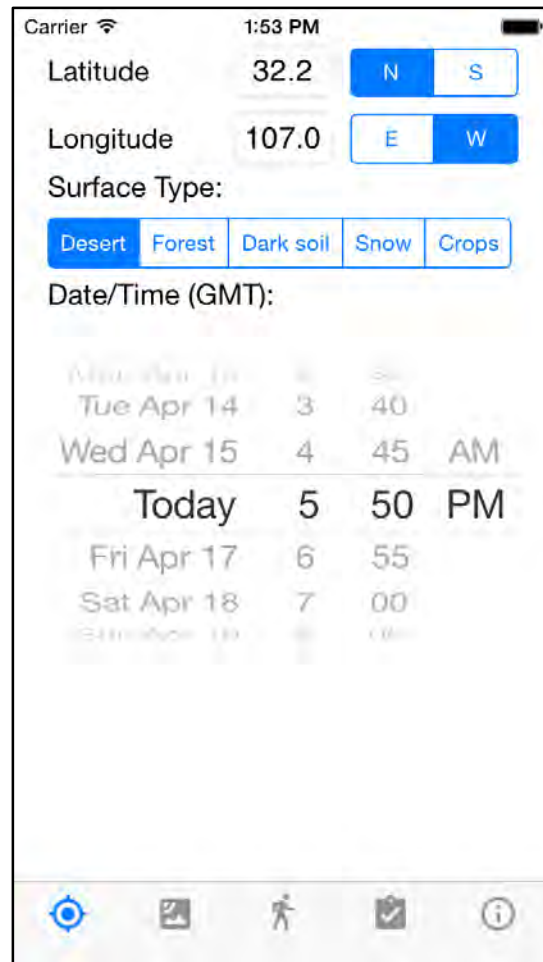 Carrier 1:53 PM
Latitude 32.2 N S
Longitude 107.0 E W
Surface Type:
Desert Forest Dark soil Snow Crops
Date/Time (GMT):
Tue Apr 14 3 40
Wed Apr 15 4 45 AM
Today 5 50 PM
Fri Apr 17 6 55
Sat Apr 18 7 00